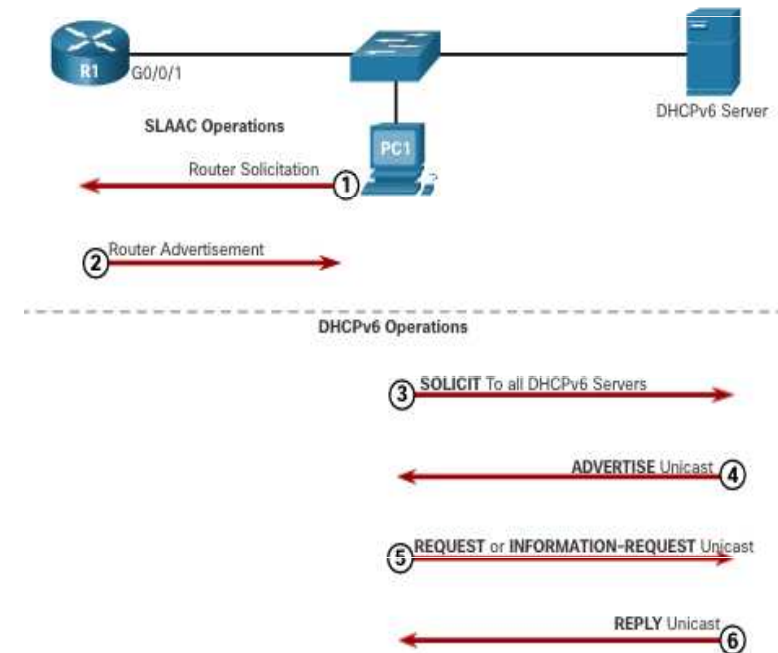 R1
G0/0/1
DHCPv6 Server
SLAAC Operations
PC1
Router Solicitation
1
Router Advertisement
2
DHCPv6 Operations
SOLICIT To all DHCPv6 Servers
3
ADVERTISE Unicast
4
REQUEST or INFORMATION-REQUEST Unicast
5
REPLY Unicast
6